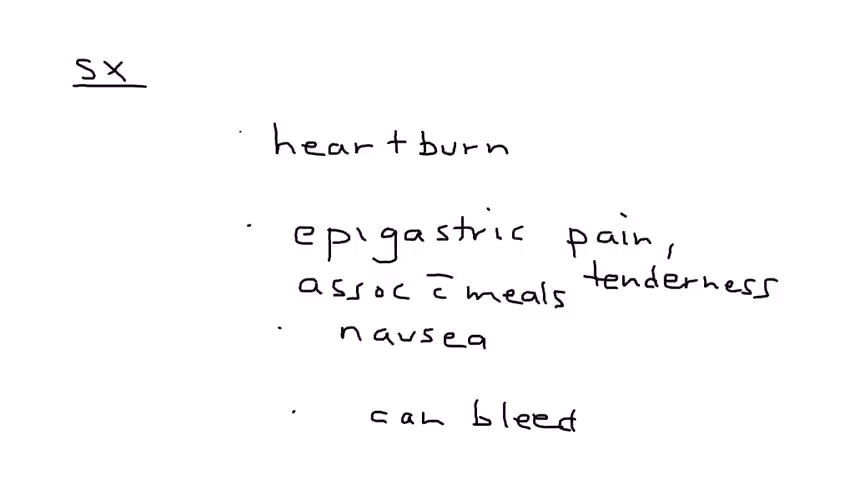 sx
· heartburn
· epigastric pain,
tenderness
assoc c̄ meals
· nausea
· can bleed